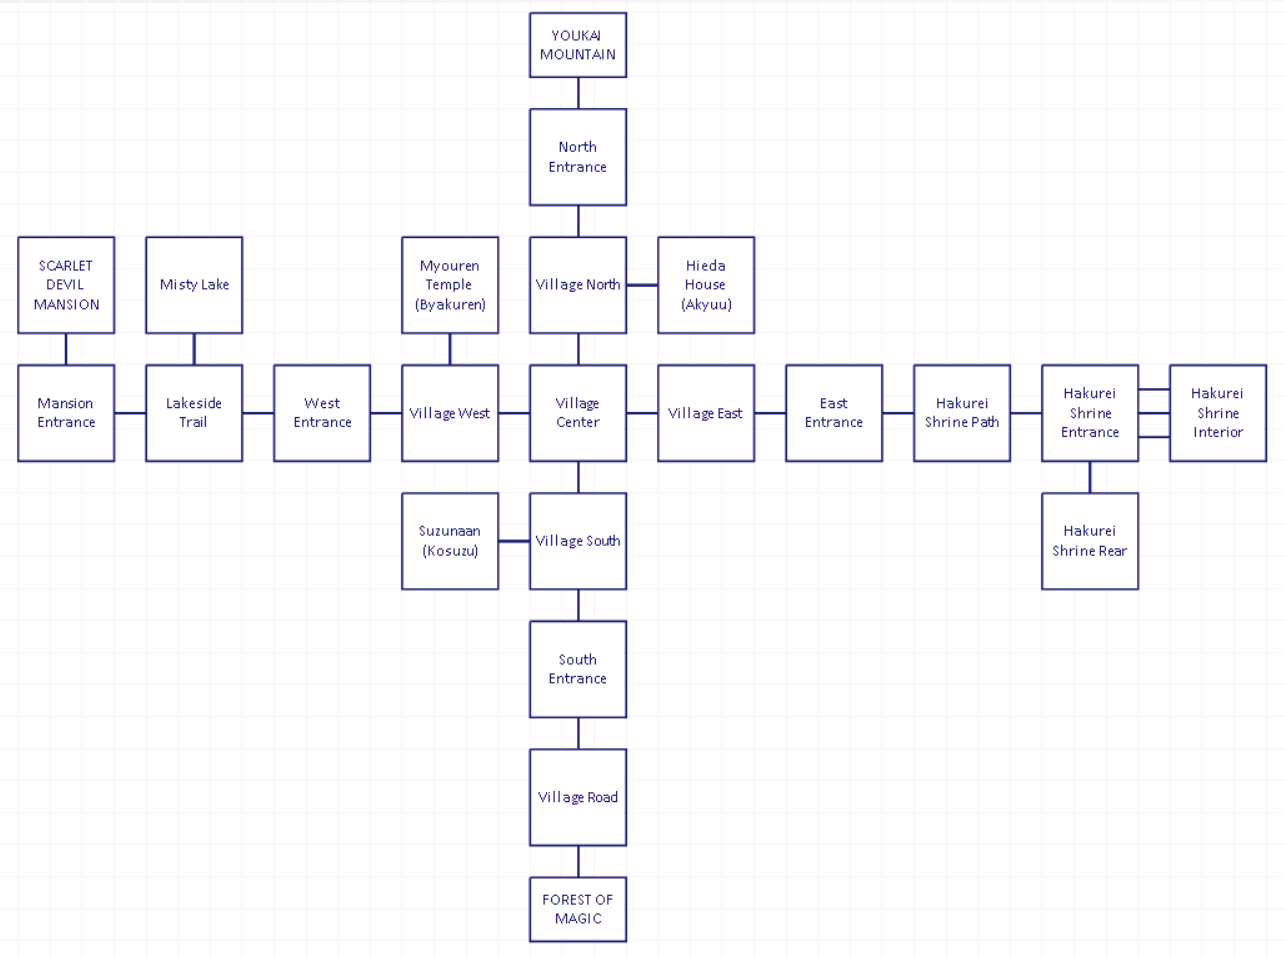 YOUKAI
MOUNTAIN
North
Entrance
SCARLET
DEVIL
MANSION
Misty Lake
Myouren
Temple
(Byakuren)
Village North
Hieda
House
(Akyuu)
Mansion
Entrance
Lakeside
Trail
West
Entrance
Village West
Village
Center
Village East
East
Entrance
Hakurei
Shrine Path
Hakurei
Shrine
Entrance
Hakurei
Shrine
Interior
Suzunaan
(Kosuzu)
Village South
Hakurei
Shrine Rear
South
Entrance
Village Road
FOREST OF
MAGIC